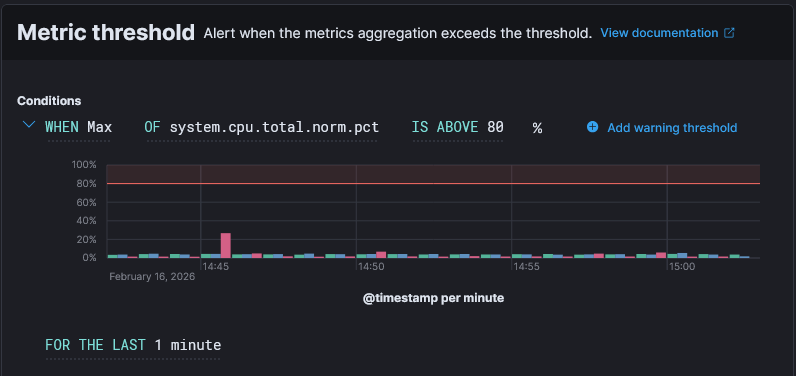 Metric threshold Alert when the metrics aggregation exceeds the threshold. View documentation
Conditions
WHEN Max OF system.cpu.total.norm.pct IS ABOVE 80 % Add warning threshold
100%
80%
60%
40%
20%
0%
14:45 14:50 14:55 15:00
February 16, 2026
@timestamp per minute
FOR THE LAST 1 minute